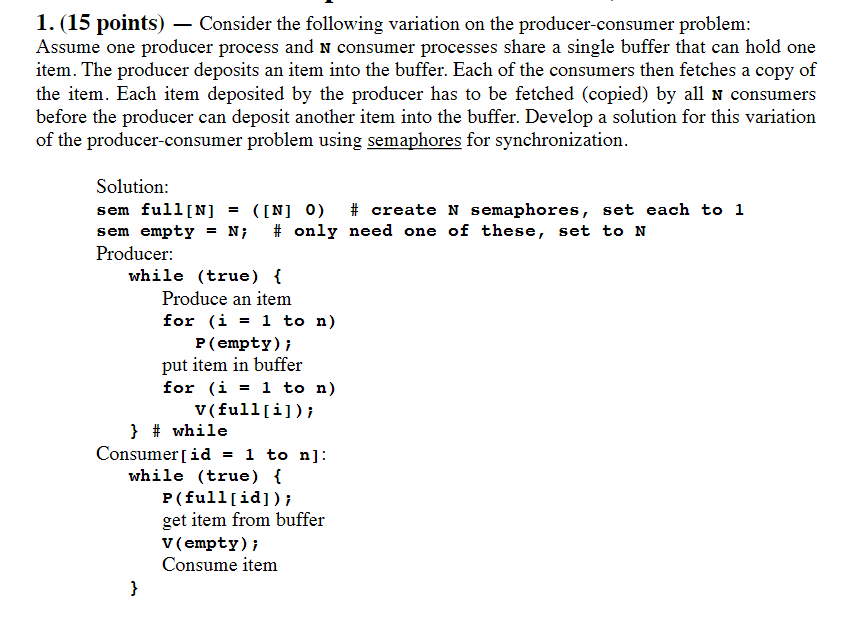 1. (15 points) — Consider the following variation on the producer-consumer problem:
Assume one producer process and N consumer processes share a single buffer that can hold one
item. The producer deposits an item into the buffer. Each of the consumers then fetches a copy of
the item. Each item deposited by the producer has to be fetched (copied) by all N consumers
before the producer can deposit another item into the buffer. Develop a solution for this variation
of the producer-consumer problem using semaphores for synchronization.
Solution:
sem full[N] = ([N] 0)  # create N semaphores, set each to 1
sem empty = N;  # only need one of these, set to N
Producer:
while (true) {
Produce an item
for (i = 1 to n)
P(empty);
put item in buffer
for (i = 1 to n)
V(full[i]);
} # while
Consumer[id = 1 to n]:
while (true) {
P(full[id]);
get item from buffer
V(empty);
Consume item
}